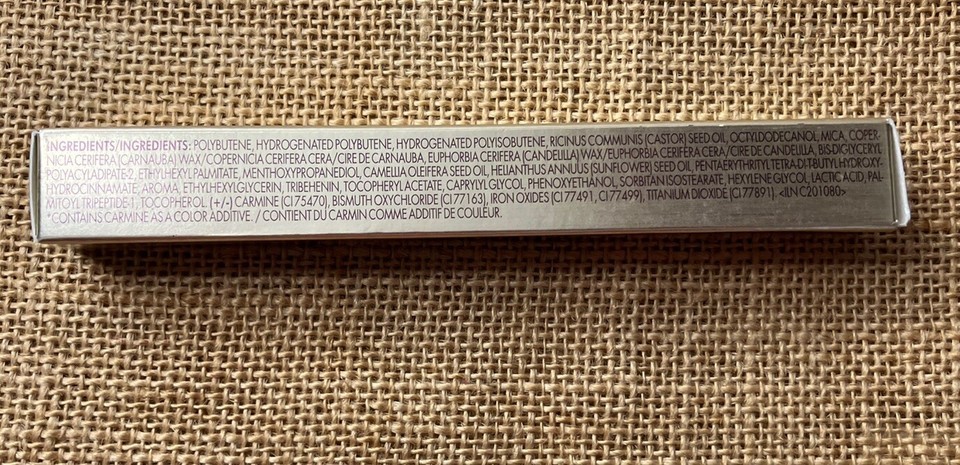 INGREDIENTS/INGRÉDIENTS: POLYBUTENE, HYDROGENATED POLYBUTENE, HYDROGENATED POLYISOBUTENE, RICINUS COMMUNIS (CASTOR) SEED OIL, OCTYLDODECANOL, MICA, COPER-
NICIA CERIFERA (CARNAUBA) WAX/COPERNICIA CERIFERA CERA/CIRE DE CARNAUBA, EUPHORBIA CERIFERA (CANDELILLA) WAX/EUPHORBIA CERIFERA CERA/CIRE DE CANDELILLA, BIS-DIGLYCERYL
POLYACYLADIPATE-2, ETHYLHEXYL PALMITATE, MENTHOXYPROPANEDIOL, CAMELLIA OLEIFERA SEED OIL, HELIANTHUS ANNUUS (SUNFLOWER) SEED OIL, PENTAERYTHRITYL TETRA-DI-T-BUTYL HYDROXY-
HYDROCINNAMATE, AROMA, ETHYLHEXYLGLYCERIN, TRIBEHENIN, TOCOPHERYL ACETATE, CAPRYLYL GLYCOL, PHENOXYETHANOL, SORBITAN ISOSTEARATE, HEXYLENE GLYCOL, LACTIC ACID, PAL-
MITOYL TRIPEPTIDE-1, TOCOPHEROL. (+/-) CARMINE (CI 75470), BISMUTH OXYCHLORIDE (CI 77163), IRON OXIDES (CI 77491, CI 77499), TITANIUM DIOXIDE (CI 77891). <ILN C201080>
*CONTAINS CARMINE AS A COLOR ADDITIVE. / CONTIENT DU CARMIN COMME ADDITIF DE COULEUR.